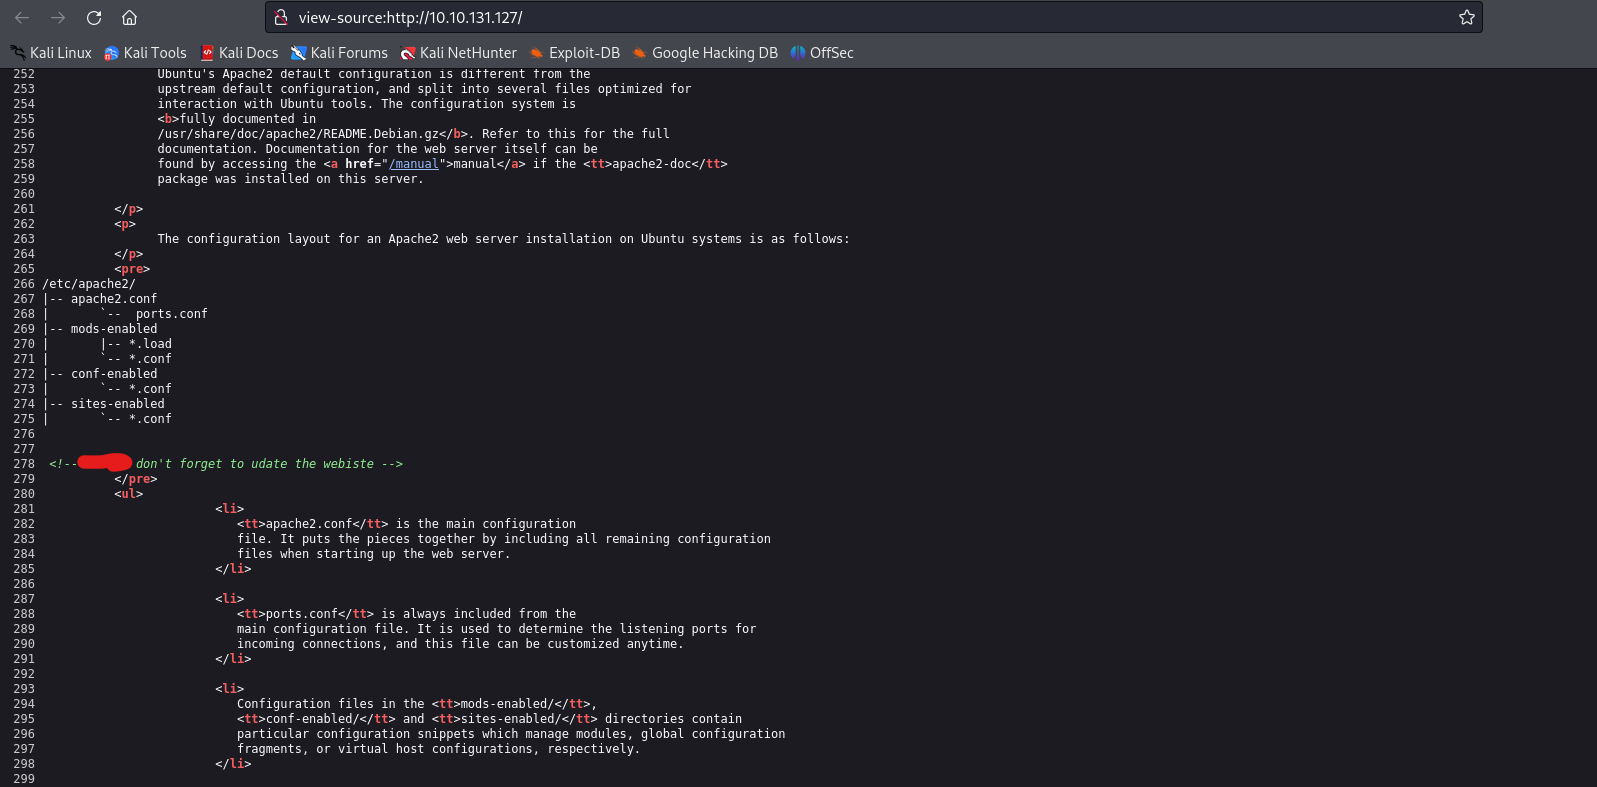 view-source:http://10.10.131.127/
Kali Linux Kali Tools Kali Docs Kali Forums Kali NetHunter Exploit-DB Google Hacking DB OffSec
252 Ubuntu's Apache2 default configuration is different from the
253 upstream default configuration, and split into several files optimized for
254 interaction with Ubuntu tools. The configuration system is
255 <b>fully documented in
256 /usr/share/doc/apache2/README.Debian.gz</b>. Refer to this for the full
257 documentation. Documentation for the web server itself can be
258 found by accessing the <a href="/manual">manual</a> if the <tt>apache2-doc</tt>
259 package was installed on this server.
260
261 </p>
262 <p>
263 The configuration layout for an Apache2 web server installation on Ubuntu systems is as follows:
264 </p>
265 <pre>
266 /etc/apache2/
267 |-- apache2.conf
268 | `-- ports.conf
269 |-- mods-enabled
270 | |-- *.load
271 | `-- *.conf
272 |-- conf-enabled
273 | `-- *.conf
274 |-- sites-enabled
275 | `-- *.conf
276
277
278 <!-- don't forget to udate the webiste -->
279 </pre>
280 <ul>
281 <li>
282 <tt>apache2.conf</tt> is the main configuration
283 file. It puts the pieces together by including all remaining configuration
284 files when starting up the web server.
285 </li>
286
287 <li>
288 <tt>ports.conf</tt> is always included from the
289 main configuration file. It is used to determine the listening ports for
290 incoming connections, and this file can be customized anytime.
291 </li>
292
293 <li>
294 Configuration files in the <tt>mods-enabled/</tt>,
295 <tt>conf-enabled/</tt> and <tt>sites-enabled/</tt> directories contain
296 particular configuration snippets which manage modules, global configuration
297 fragments, or virtual host configurations, respectively.
298 </li>
299